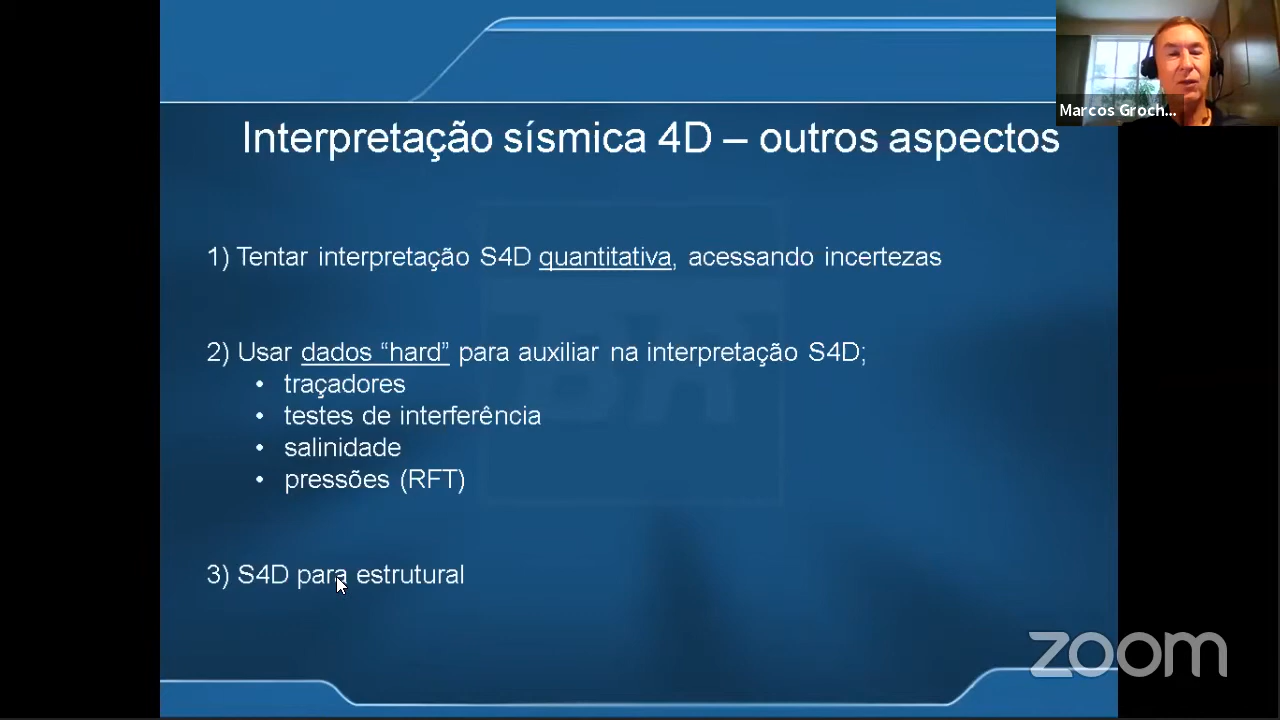 Marcos Groch...
Interpretação sísmica 4D – outros aspectos
1) Tentar interpretação S4D quantitativa, acessando incertezas
2) Usar dados “hard” para auxiliar na interpretação S4D;
• traçadores
• testes de interferência
• salinidade
• pressões (RFT)
3) S4D para estrutural
zoom